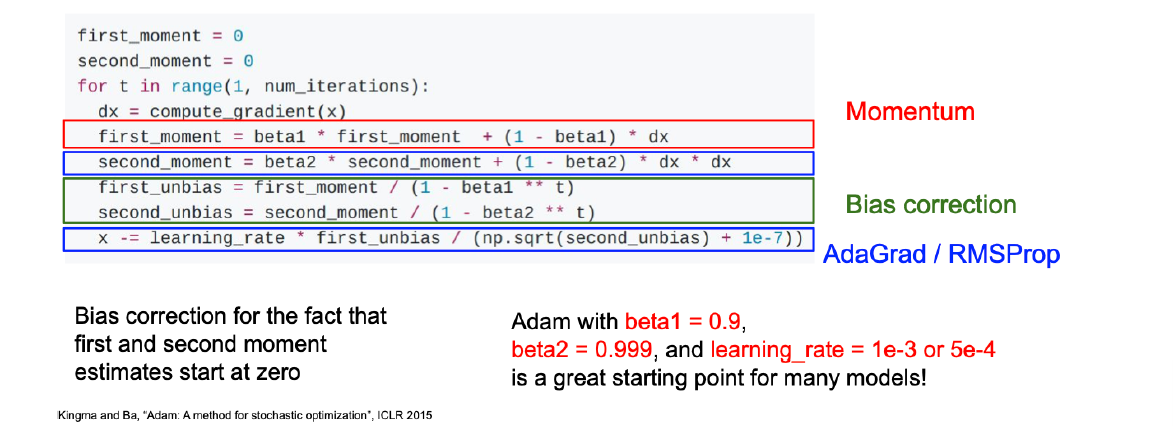 first_moment = 0
second_moment = 0
for t in range(1, num_iterations):
  dx = compute_gradient(x)
  first_moment = beta1 * first_moment  + (1 - beta1) * dx
  second_moment = beta2 * second_moment + (1 - beta2) * dx * dx
  first_unbias = first_moment / (1 - beta1 ** t)
  second_unbias = second_moment / (1 - beta2 ** t)
  x -= learning_rate * first_unbias / (np.sqrt(second_unbias) + 1e-7))
Momentum
Bias correction
AdaGrad / RMSProp
Bias correction for the fact that
first and second moment
estimates start at zero
Adam with beta1 = 0.9,
beta2 = 0.999, and learning_rate = 1e-3 or 5e-4
is a great starting point for many models!
Kingma and Ba, "Adam: A method for stochastic optimization", ICLR 2015